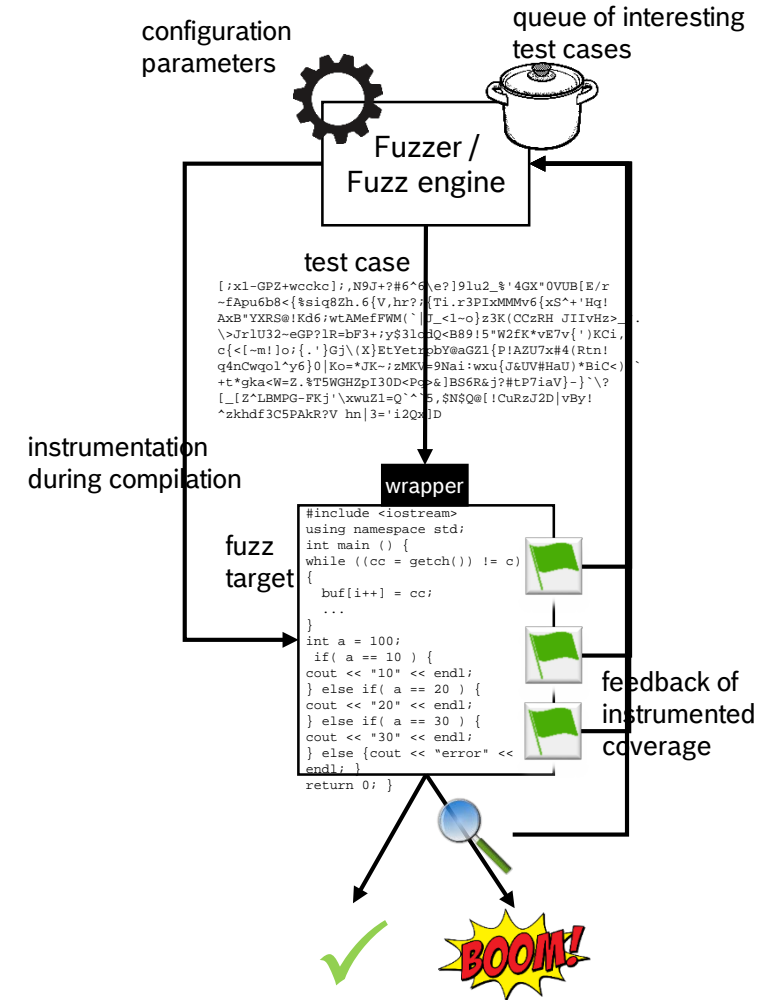 configuration
parameters
queue of interesting
test cases
Fuzzer /
Fuzz engine
test case
[;x1-GPZ+wcckc];,N9J+?#6^6\e?]9lu2_%'4GX"0VUB[E/r
~fApu6b8<{%siq8Zh.6{V,hr?;{Ti.r3PIxMMMv6{xS^+'Hq!
AxB"YXRS@!Kd6;wtAMefFWM(`|J_<1~o}z3K(CCzRH JIIvHz>_.
\>JrlU32~eGP?lR=bF3+;y$3lodQ<B89!5"W2fK*vE7v{')KCi,
c{<[~m!]o;{.'}Gj\(X}EtYetrpbY@aGZ1{P!AZU7x#4(Rtn!
q4nCwqol^y6}0|Ko=*JK~;zMKV=9Nai:wxu{J&UV#HaU)*BiC<)`
+t*gka<W=Z.%T5WGHZpI30D<Pq>&]BS6R&j?#tP7iaV}-}`\?
[_[Z^LBMPG-FKj'\xwuZ1=Q`^`5,$N$Q@[!CuRzJ2D|vBy!
^zkhdf3C5PAkR?V hn|3='i2Qx]D
instrumentation
during compilation
wrapper
fuzz
target
#include <iostream>
using namespace std;
int main () {
while ((cc = getch()) != c)
{
buf[i++] = cc;
...
}
int a = 100;
if( a == 10 ) {
cout << "10" << endl;
} else if( a == 20 ) {
cout << "20" << endl;
} else if( a == 30 ) {
cout << "30" << endl;
} else {cout << “error" <<
endl; }
return 0; }
feedback of
instrumented
coverage
BOOM!